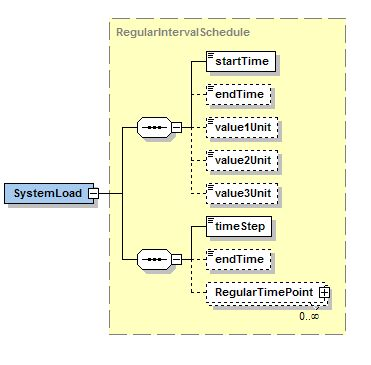 RegularIntervalSchedule
startTime
endTime
value1Unit
value2Unit
value3Unit
SystemLoad
timeStep
endTime
RegularTimePoint
0..∞